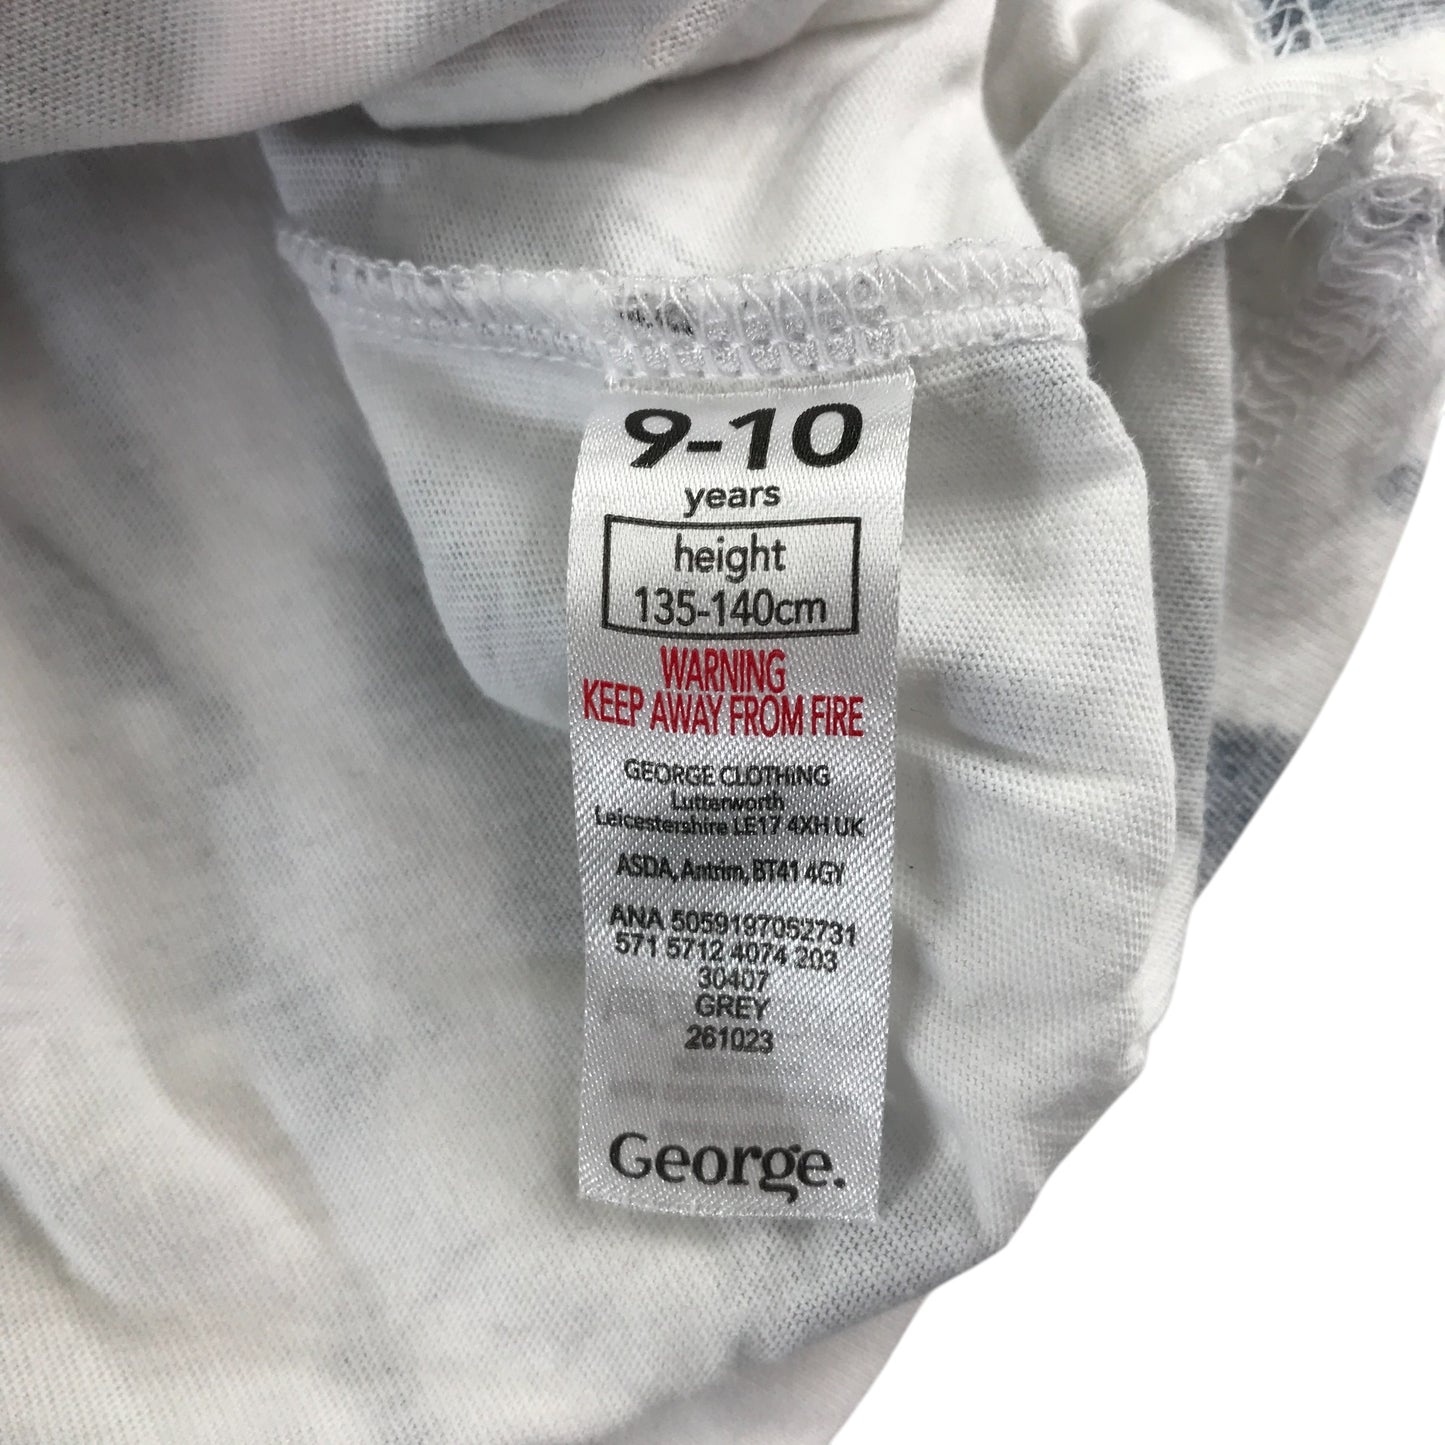 9-10
years
height
135-140cm
WARNING
KEEP AWAY FROM FIRE
GEORGE CLOTHING
Lutterworth
Leicestershire LE17 4XH UK
ASDA, Antrim, BT41 4GY
ANA 5059197052731
571 5712 4074 203
30407
GREY
261023
George.